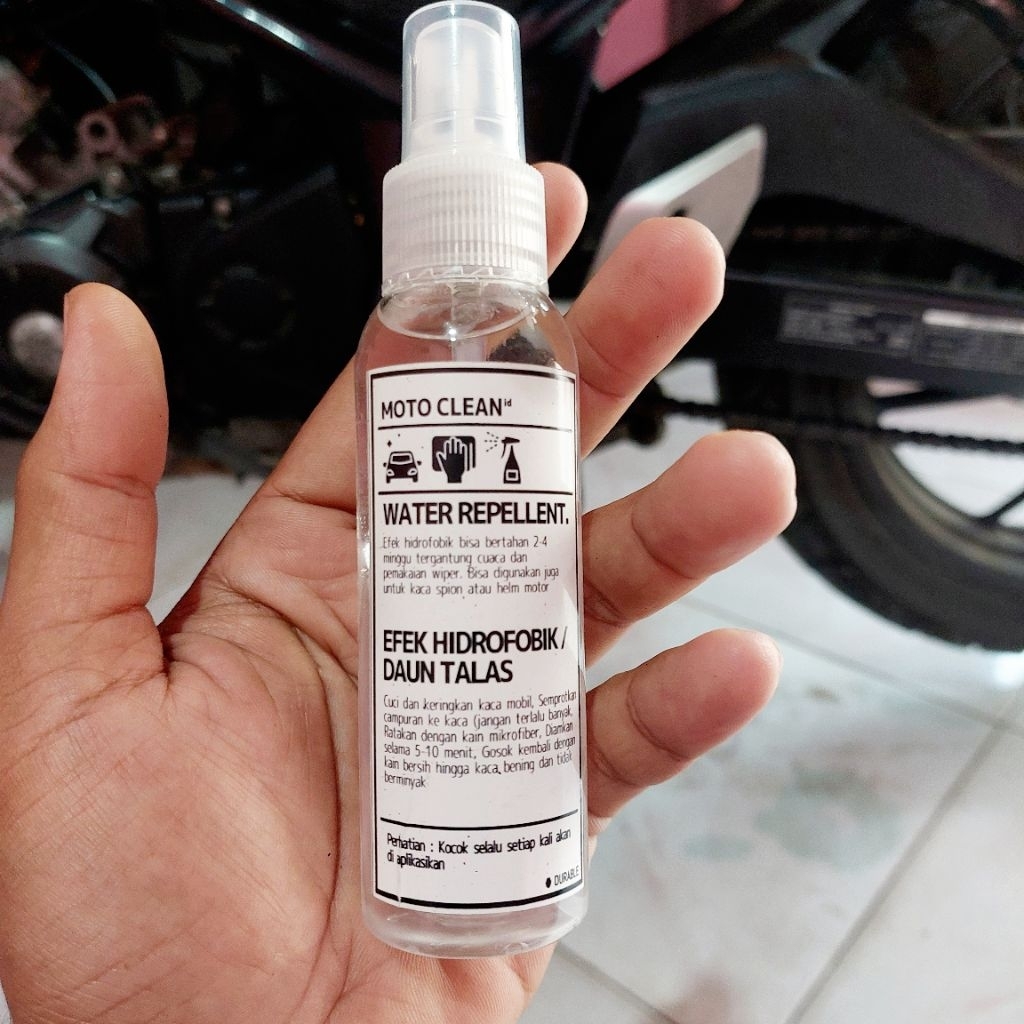 MOTO CLEAN id
WATER REPELLENT.
Efek hidrofobik bisa bertahan 2-4
minggu tergantung cuaca dan
pemakaian wiper. Bisa digunakan juga
untuk kaca spion atau helm motor
EFEK HIDROFOBIK /
DAUN TALAS
Cuci dan keringkan kaca mobil, Semprotkan
campuran ke kaca (jangan terlalu banyak,
Ratakan dengan kain mikrofiber, Diamkan
selama 5-10 menit, Gosok kembali dengan
kain bersih hingga kaca bening dan tidak
berminyak
Perhatian : Kocok selalu setiap kali akan
di aplikasikan
DURABLE